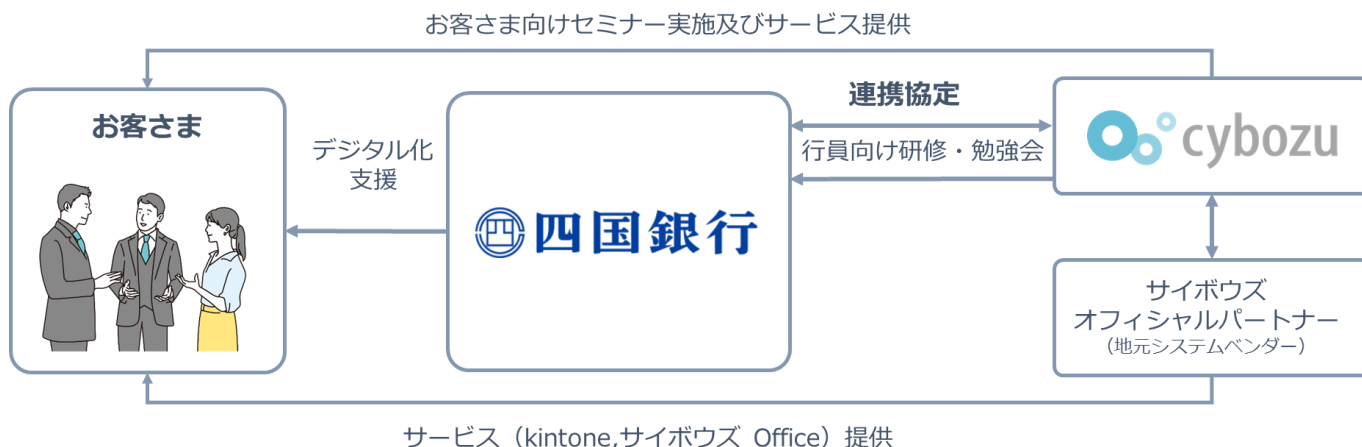 お客さま向けセミナー実施及びサービス提供
お客さま
デジタル化
支援
四国銀行
連携協定
行員向け研修・勉強会
cybozu
サイボウズ
オフィシャルパートナー
（地元システムベンダー）
サービス（kintone,サイボウズ Office）提供